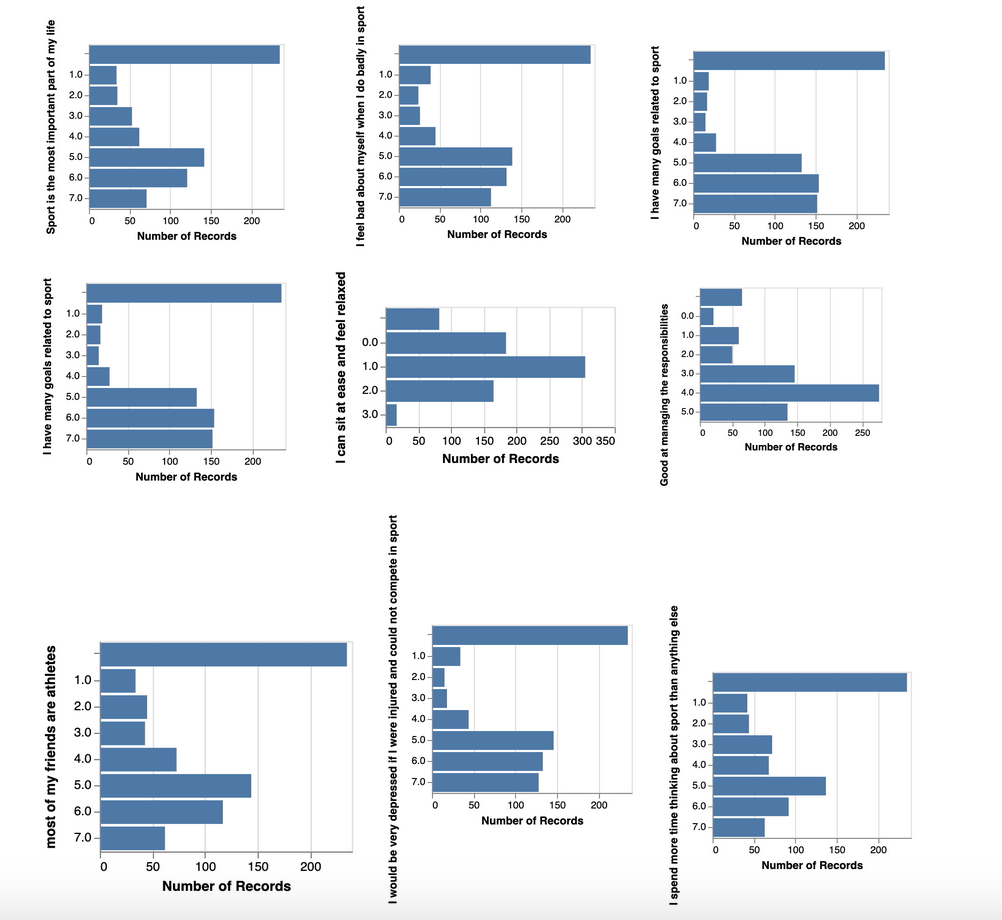 Sport is the most important part of my life
1.0
2.0
3.0
4.0
5.0
6.0
7.0
0 50 100 150 200
Number of Records
I feel bad about myself when I do badly in sport
1.0
2.0
3.0
4.0
5.0
6.0
7.0
0 50 100 150 200
Number of Records
I have many goals related to sport
1.0
2.0
3.0
4.0
5.0
6.0
7.0
0 50 100 150 200
Number of Records
I have many goals related to sport
1.0
2.0
3.0
4.0
5.0
6.0
7.0
0 50 100 150 200
Number of Records
I can sit at ease and feel relaxed
0.0
1.0
2.0
3.0
0 50 100 150 200 250 300 350
Number of Records
Good at managing the responsibilities
0.0
1.0
2.0
3.0
4.0
5.0
0 50 100 150 200 250
Number of Records
most of my friends are athletes
1.0
2.0
3.0
4.0
5.0
6.0
7.0
0 50 100 150 200
Number of Records
I would be very depressed if I were injured and could not compete in sport
1.0
2.0
3.0
4.0
5.0
6.0
7.0
0 50 100 150 200
Number of Records
I spend more time thinking about sport than anything else
1.0
2.0
3.0
4.0
5.0
6.0
7.0
0 50 100 150 200
Number of Records